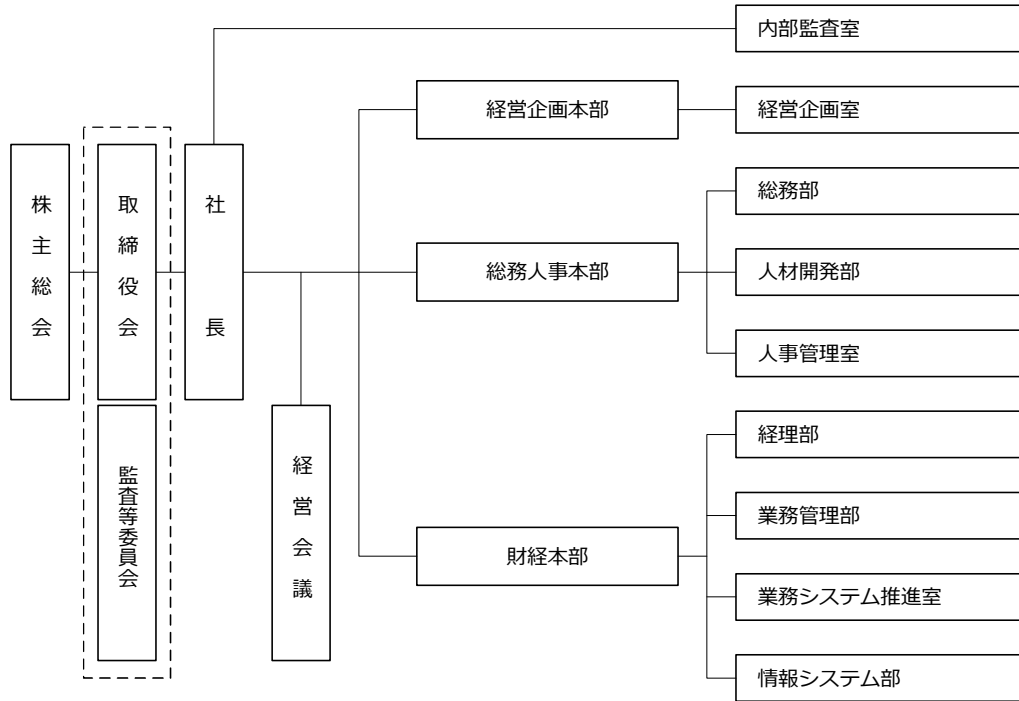 内部監査室
経営企画本部
経営企画室
株主総会
取締役会
社長
総務部
総務人事本部
人材開発部
人事管理室
監査等委員会
経営会議
経理部
業務管理部
財経本部
業務システム推進室
情報システム部